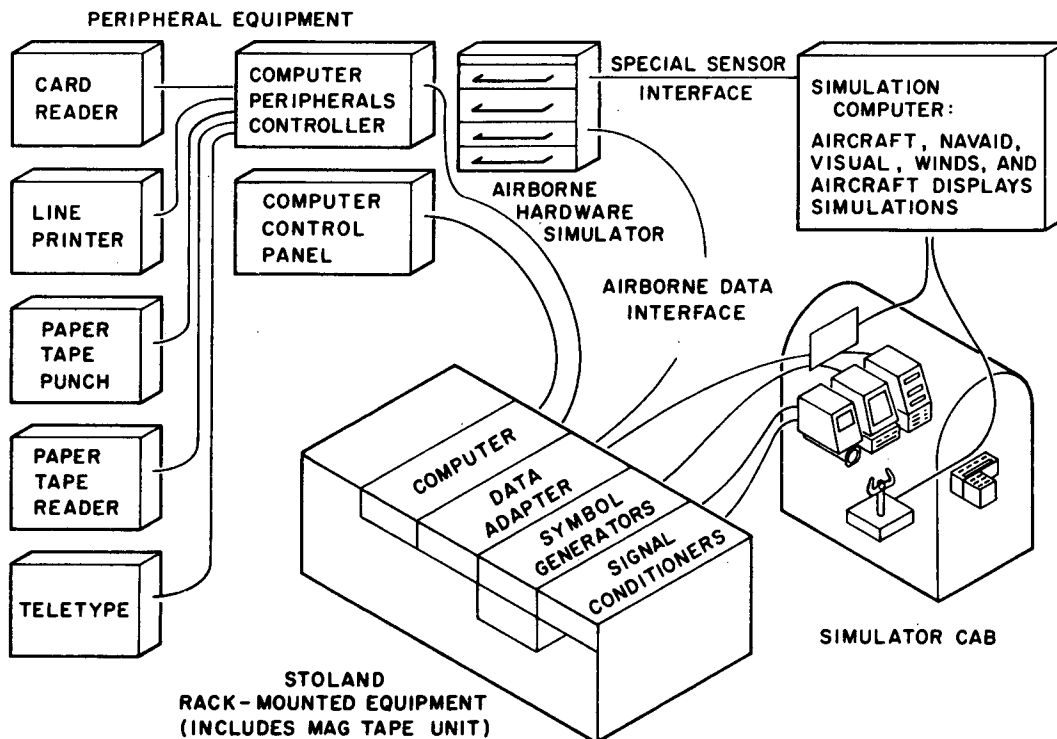 PERIPHERAL EQUIPMENT
CARD
READER
COMPUTER
PERIPHERALS
CONTROLLER
SPECIAL SENSOR
INTERFACE
SIMULATION
COMPUTER:
AIRCRAFT, NAVAID,
VISUAL, WINDS, AND
AIRCRAFT DISPLAYS
SIMULATIONS
LINE
PRINTER
COMPUTER
CONTROL
PANEL
AIRBORNE
HARDWARE
SIMULATOR
AIRBORNE DATA
INTERFACE
PAPER
TAPE
PUNCH
PAPER
TAPE
READER
TELETYPE
COMPUTER
DATA
ADAPTER
SYMBOL
GENERATORS
SIGNAL
CONDITIONERS
SIMULATOR CAB
STOLAND
RACK-MOUNTED EQUIPMENT
(INCLUDES MAG TAPE UNIT)